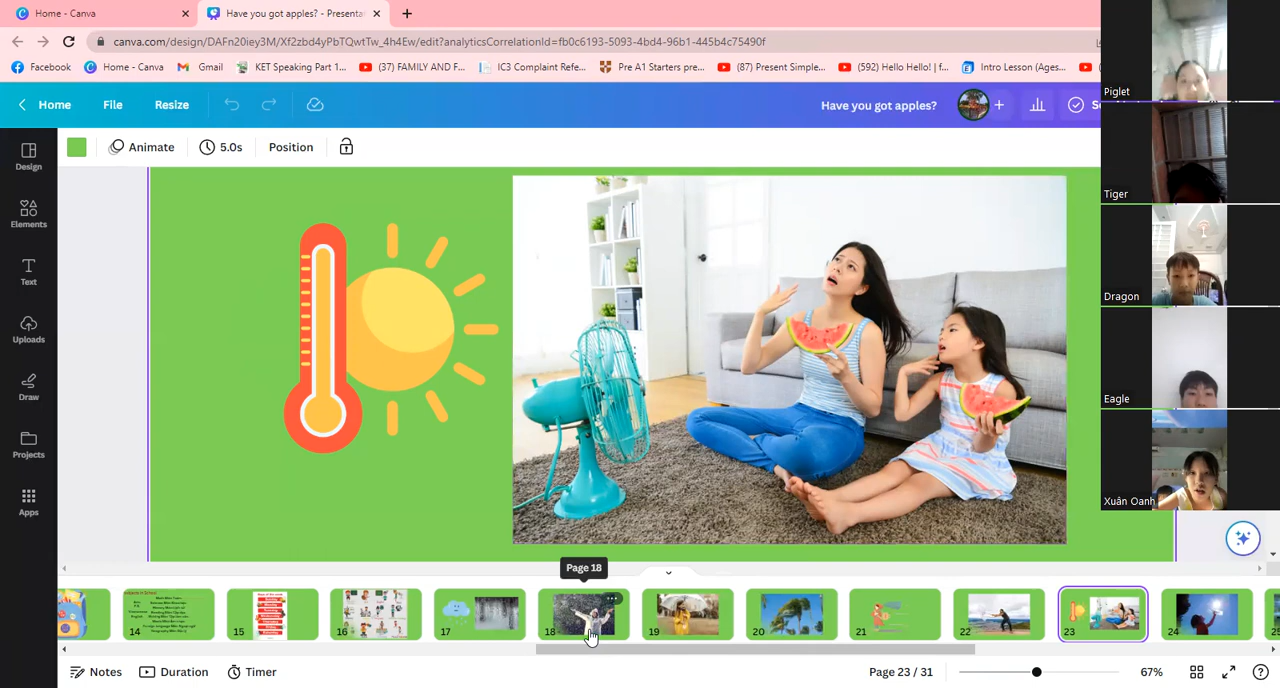 Home - Canva
Have you got apples? - Presenta
canva.com/design/DAFn20iey3M/Xf2zbd4yPbTQwtTw_4h4Ew/edit?analyticsCorrelationId=fb0c6193-5093-4bd4-96b1-445b4c75490f
Facebook
Home - Canva
Gmail
KET Speaking Part 1...
(37) FAMILY AND F...
IC3 Complaint Refe...
Pre A1 Starters pre...
(87) Present Simple...
(592) Hello Hello! | f...
Intro Lesson (Ages...
Home
File
Resize
Have you got apples?
S
Animate
5.0s
Position
Design
Elements
Text
Uploads
Draw
Projects
Apps
Piglet
Tiger
Dragon
Eagle
Xuân Oanh
Page 18
14
15
16
17
18
19
20
21
22
23
24
25
Notes
Duration
Timer
Page 23 / 31
67%